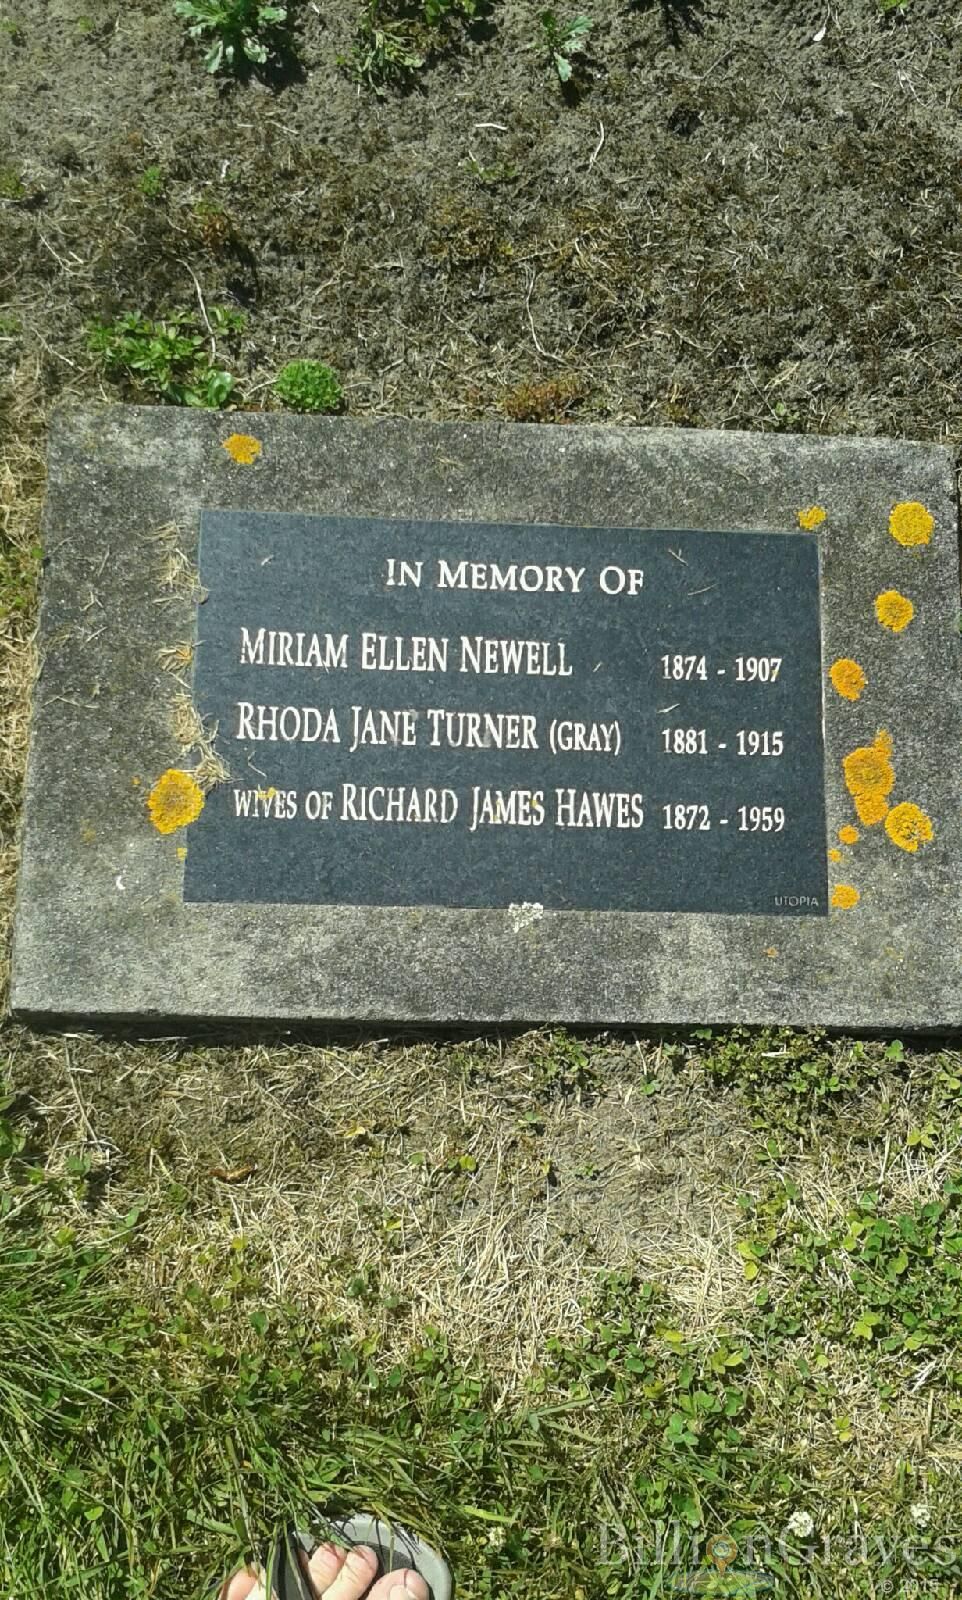 IN MEMORY OF
MIRIAM ELLEN NEWELL 1874 - 1907
RHODA JANE TURNER (GRAY) 1881 - 1915
WIVES OF RICHARD JAMES HAWES 1872 - 1959
UTOPIA
BillionGraves
© 2015